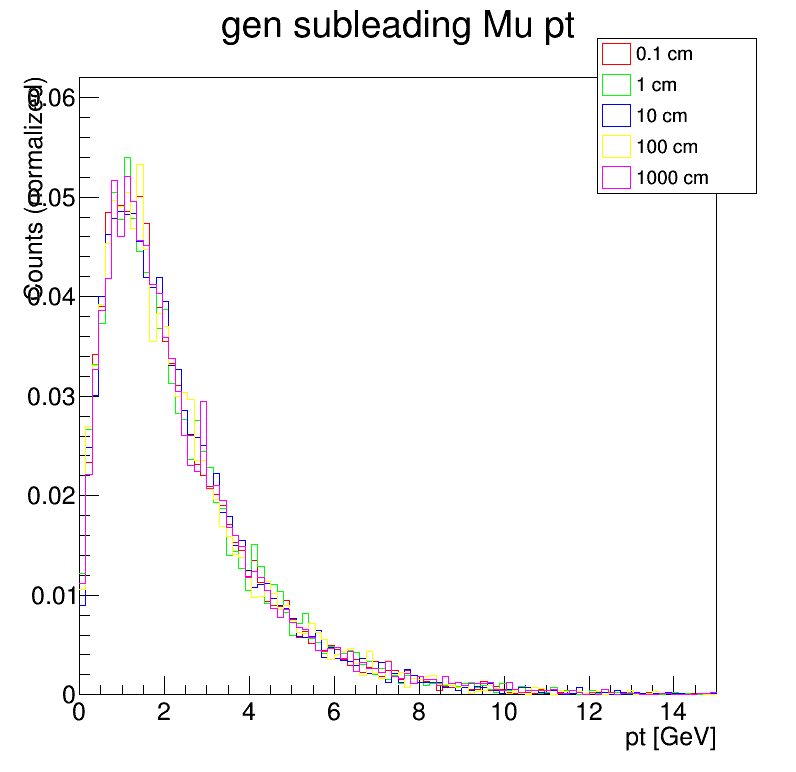 gen subleading Mu pt
0.1 cm
1 cm
10 cm
100 cm
1000 cm
Counts (normalized)
0.06
0.05
0.04
0.03
0.02
0.01
0
0 2 4 6 8 10 12 14
pt [GeV]